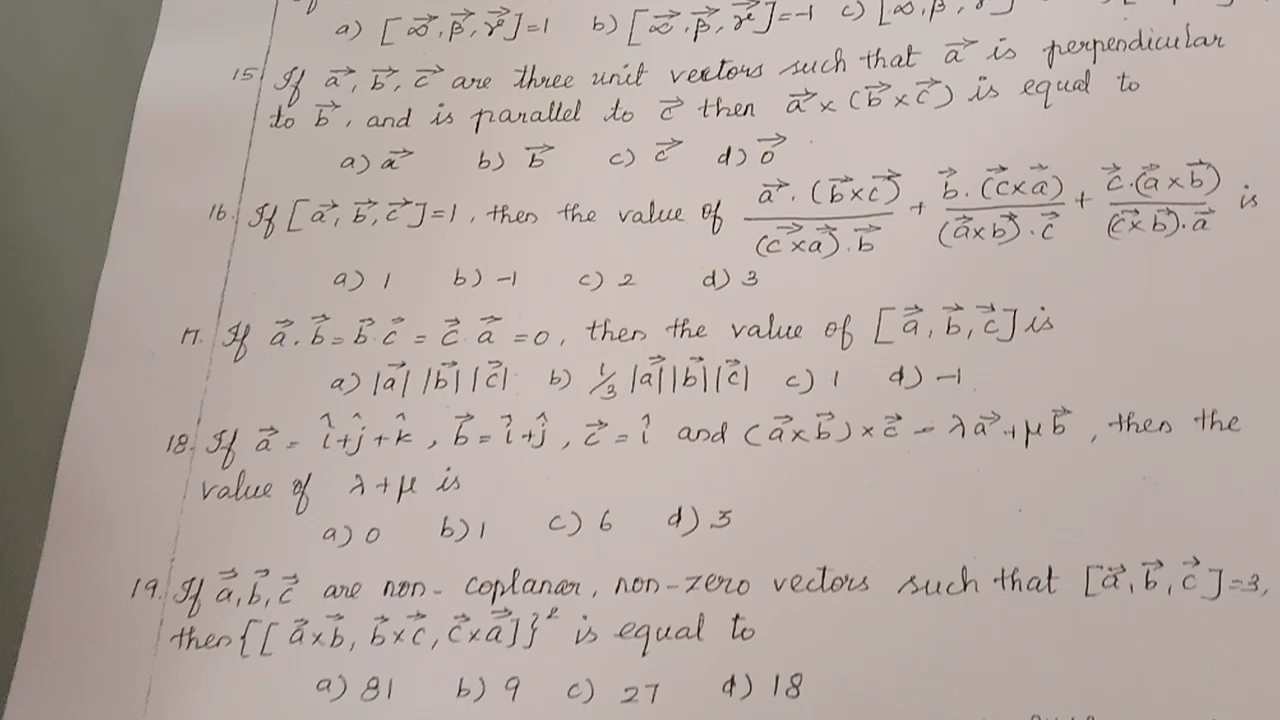 a) [α⃗, β⃗, γ⃗]=1 b) [α⃗, β⃗, γ⃗]=-1 c) [α, β, γ]
15 If a⃗, b⃗, c⃗ are three unit vectors such that a⃗ is perpendicular
to b⃗, and is parallel to c⃗ then a⃗×(b⃗×c⃗) is equal to
a) a⃗ b) b⃗ c) c⃗ d) 0⃗
16. If [a⃗, b⃗, c⃗]=1, then the value of (a⃗.(b⃗×c⃗))/((c⃗×a⃗).b⃗) + (b⃗.(c⃗×a⃗))/((a⃗×b⃗).c⃗) + (c⃗.(a⃗×b⃗))/((c⃗×b⃗).a⃗) is
a) 1 b) -1 c) 2 d) 3
17. If a⃗.b⃗=b⃗.c⃗=c⃗.a⃗=0, then the value of [a⃗, b⃗, c⃗] is
a) |a⃗||b⃗||c⃗| b) 1/3 |a⃗||b⃗||c⃗| c) 1 d) -1
18. If a⃗ = î+ĵ+k̂, b⃗=î+ĵ, c⃗=î and (a⃗×b⃗)×c⃗ = λa⃗+μb⃗, then the
value of λ+μ is
a) 0 b) 1 c) 6 d) 3
19. If a⃗, b⃗, c⃗ are non-coplanar, non-zero vectors such that [a⃗, b⃗, c⃗]=3,
then {[a⃗×b⃗, b⃗×c⃗, c⃗×a⃗]}² is equal to
a) 81 b) 9 c) 27 d) 18